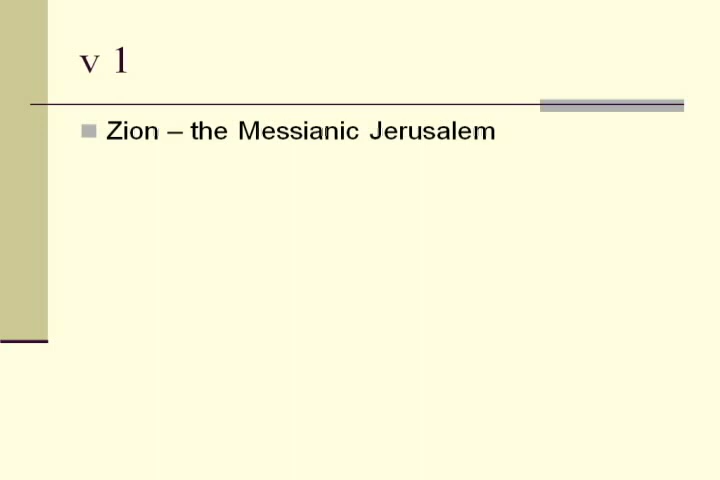 v 1
Zion – the Messianic Jerusalem